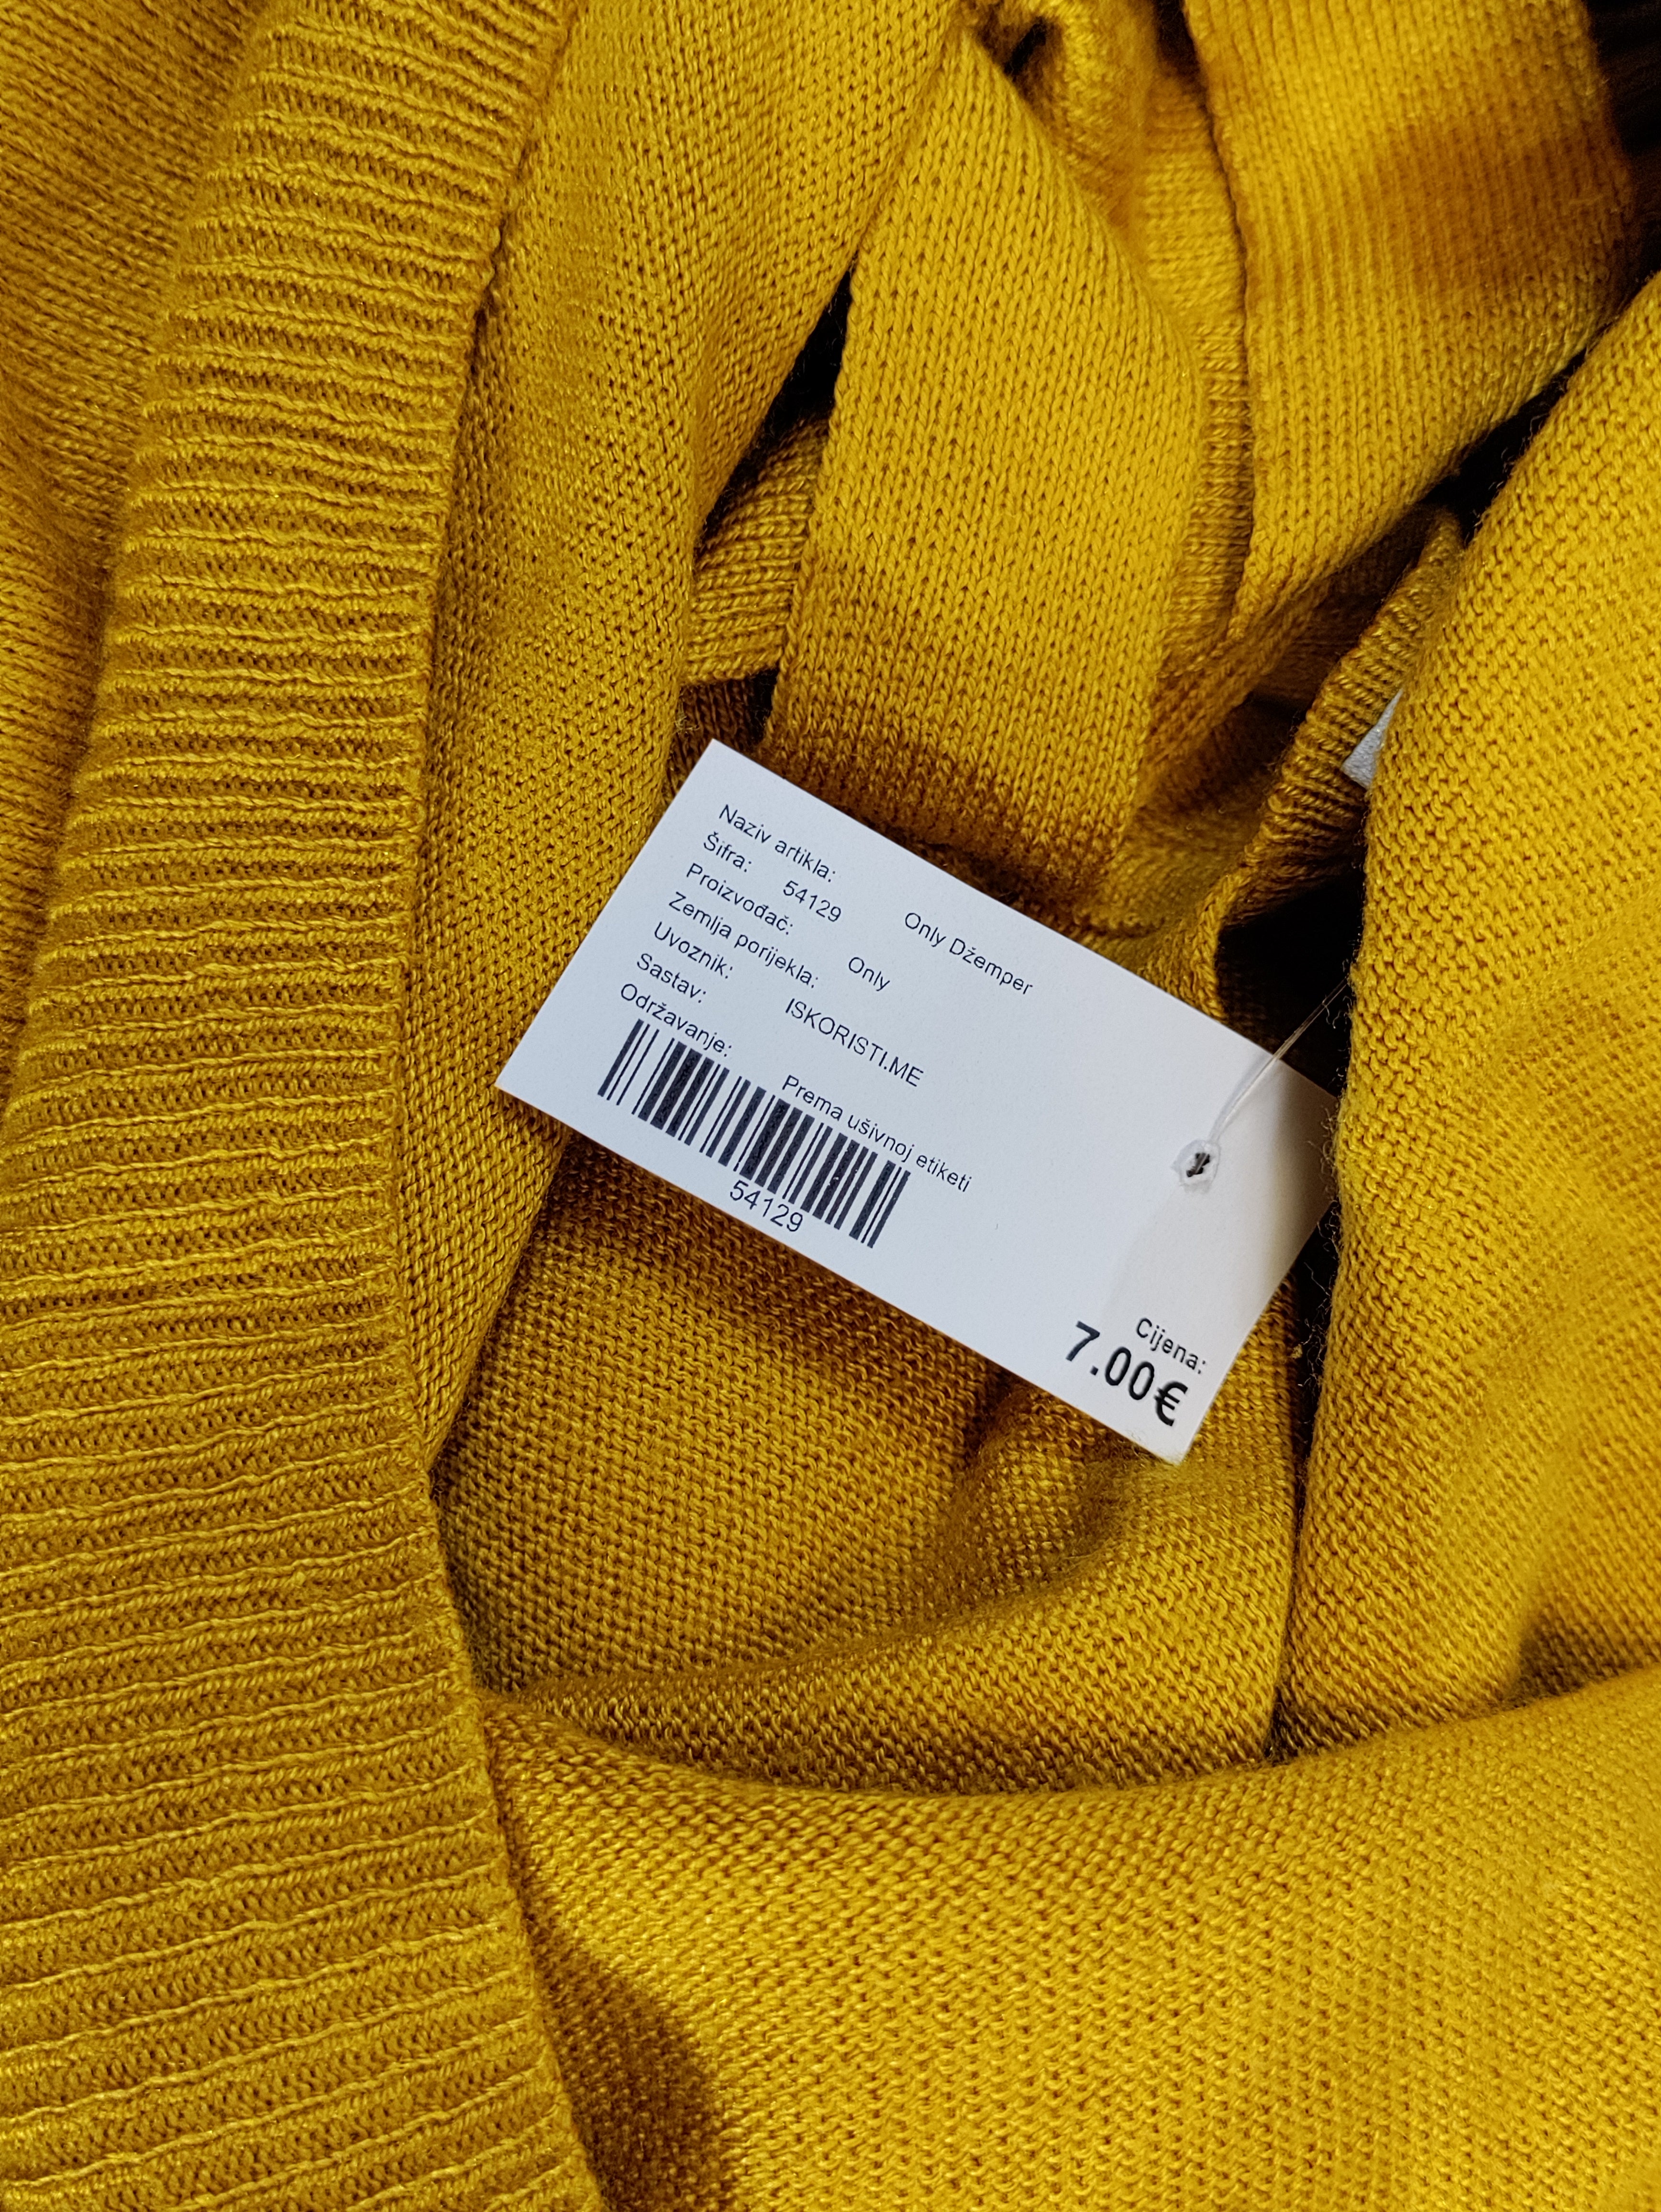 Naziv artikla: Only Džemper
Šifra: 54129
Proizvođač: Only
Zemlja porijekla:
Uvoznik: ISKORISTI.ME
Sastav:
Održavanje: Prema ušivnoj etiketi
54129
Cijena:
7.00€